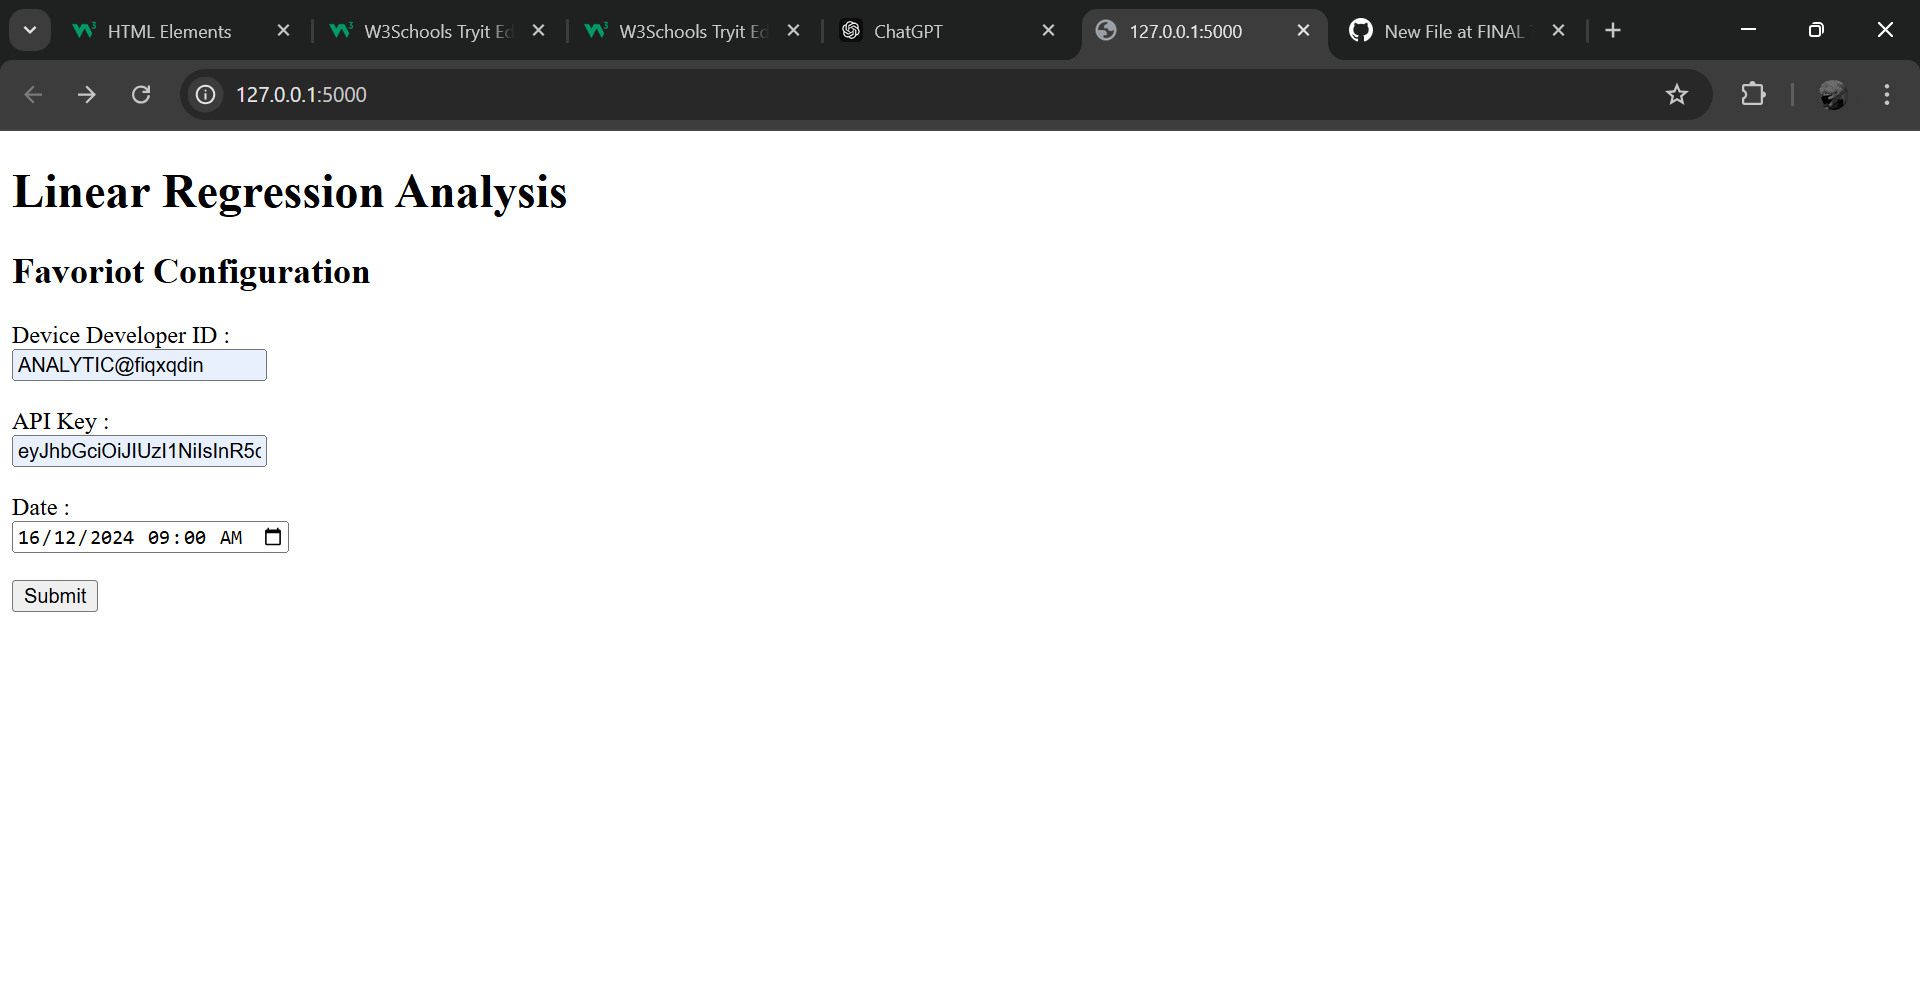 HTML Elements
W3Schools Tryit Ed
W3Schools Tryit Ed
ChatGPT
127.0.0.1:5000
New File at FINAL
127.0.0.1:5000
Linear Regression Analysis
Favoriot Configuration
Device Developer ID :
ANALYTIC@fiqxqdin
API Key :
eyJhbGciOiJIUzI1NiIsInR5c
Date :
16/12/2024 09:00 AM
Submit